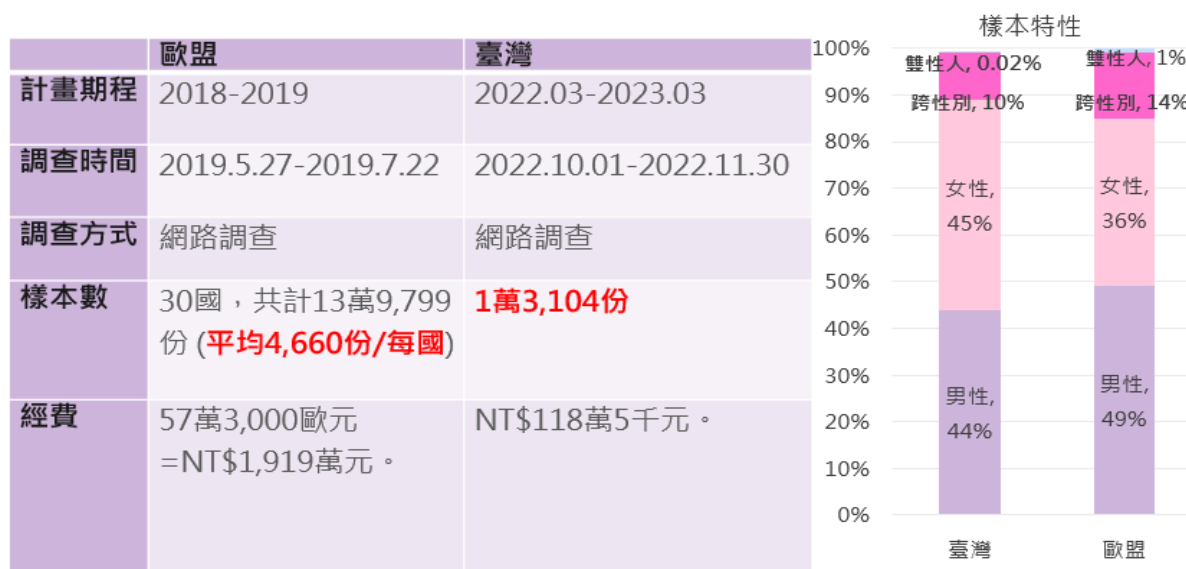 歐盟 臺灣
計畫期程 2018-2019 2022.03-2023.03
調查時間 2019.5.27-2019.7.22 2022.10.01-2022.11.30
調查方式 網路調查 網路調查
樣本數 30國，共計13萬9,799 1萬3,104份
份 (平均4,660份/每國)
經費 57萬3,000歐元 NT$118萬5千元。
=NT$1,919萬元。
樣本特性
100%
90%
80%
70%
60%
50%
40%
30%
20%
10%
0%
雙性人, 0.02%
跨性別, 10%
女性,
45%
男性,
44%
臺灣
雙性人, 1%
跨性別, 14%
女性,
36%
男性,
49%
歐盟